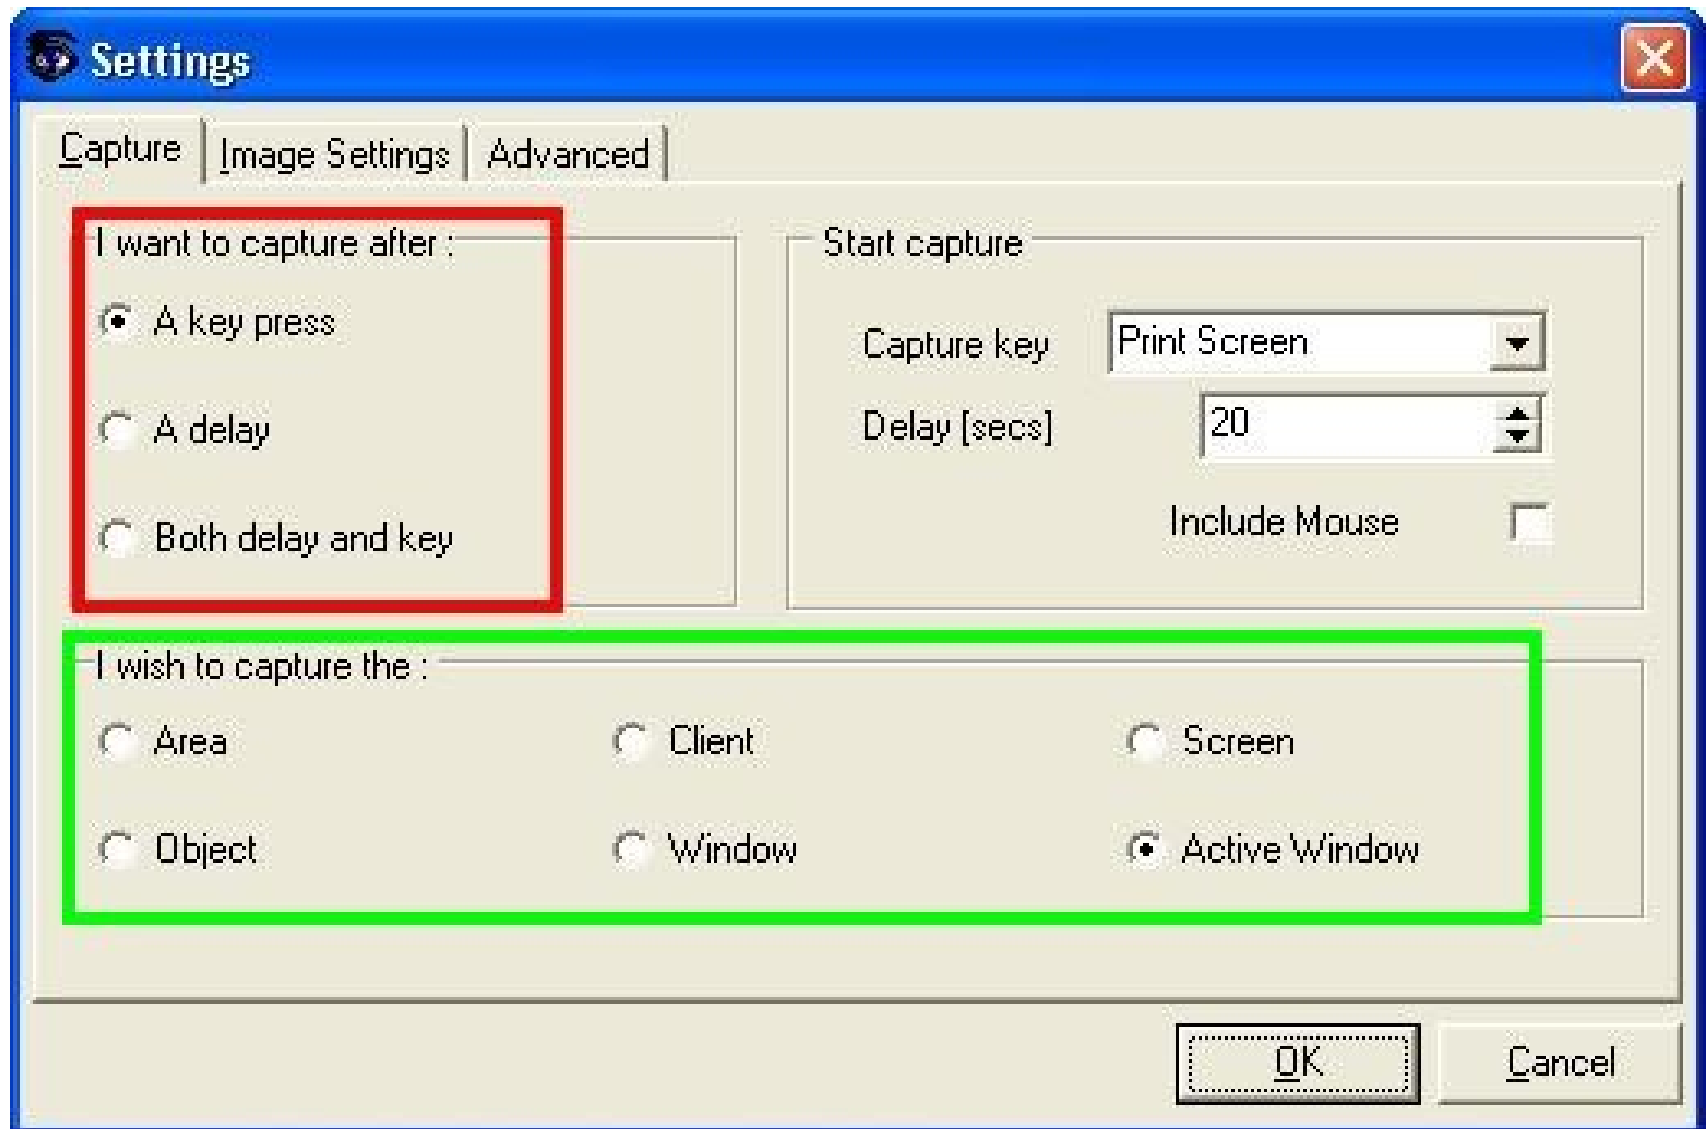 Settings
Capture
Image Settings
Advanced
I want to capture after :
A key press
A delay
Both delay and key
Start capture
Capture key
Print Screen
Delay [secs]
20
Include Mouse
I wish to capture the :
Area
Client
Screen
Object
Window
Active Window
OK
Cancel